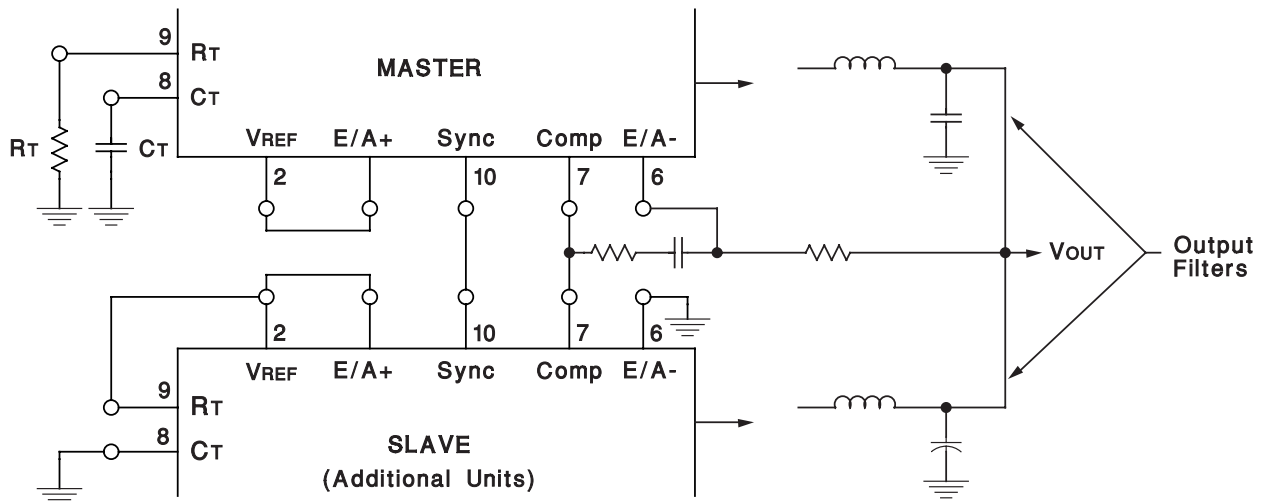 9 RT
MASTER
8 CT
RT
CT
VREF E/A+ Sync Comp E/A-
2 10 7 6
VOUT
Output
Filters
2 10 7 6
VREF E/A+ Sync Comp E/A-
9 RT
8 CT
SLAVE
(Additional Units)